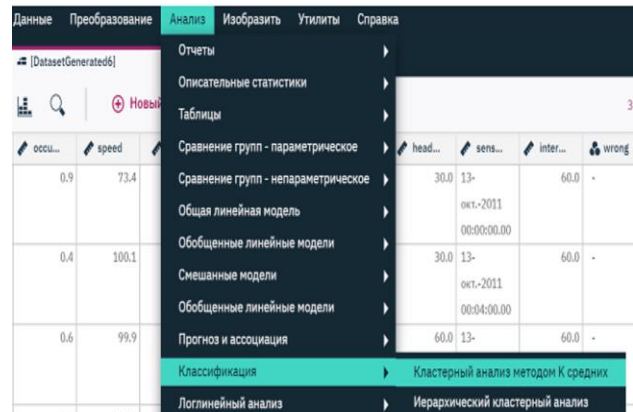 Данные Преобразование Анализ Изобразить Утилиты Справка
[DatasetGenerated6]
Отчеты
Описательные статистики
Новый
Таблицы
3
Сравнение групп - параметрическое
occu... speed head... sens... inter... wrong
Сравнение групп - непараметрическое
0.9 73.4 30.0 13-окт.-2011 00:00:00.00 60.0 -
Общая линейная модель
Обобщенные линейные модели
0.4 100.1 30.0 13-окт.-2011 00:04:00.00 60.0 -
Смешанные модели
Обобщенные линейные модели
Прогноз и ассоциация
0.6 99.9 60.0 13- 60.0 -
Классификация
Кластерный анализ методом К средних
Логлинейный анализ
Иерархический кластерный анализ